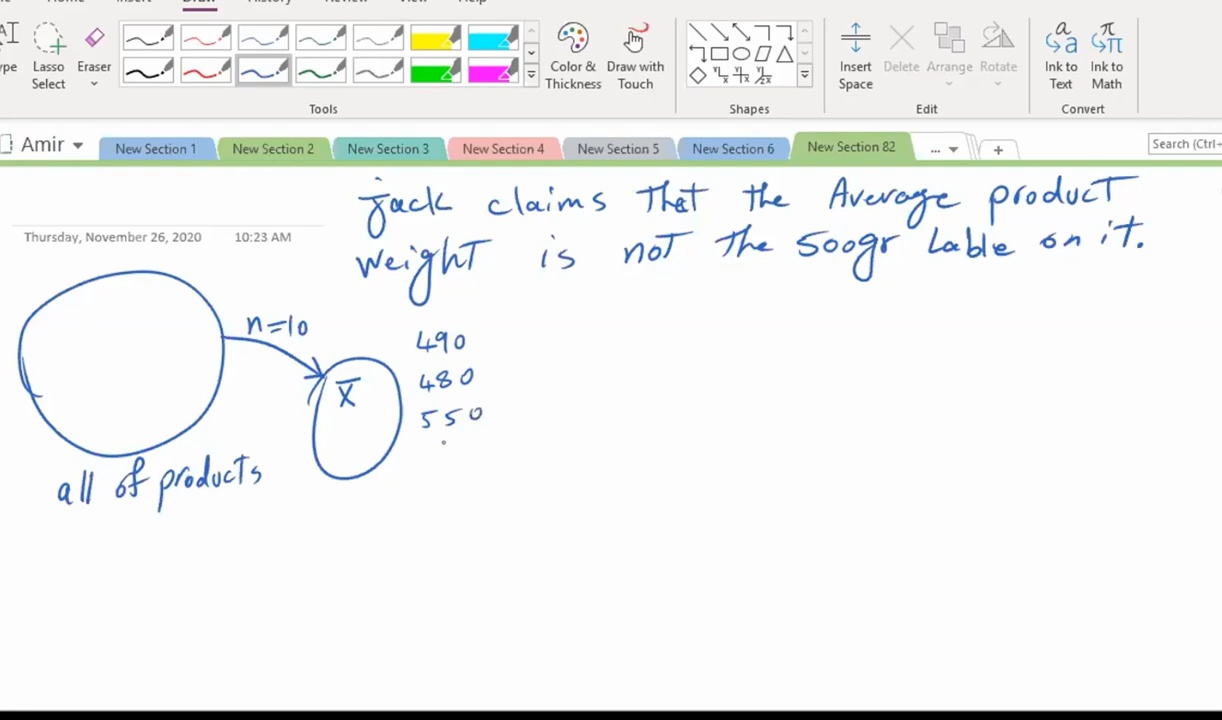 Draw
History
Review
View
Type
Lasso Select
Eraser
Color & Thickness
Draw with Touch
Insert Space
Delete
Arrange
Rotate
Ink to Text
Ink to Math
Tools
Shapes
Edit
Convert
Amir
New Section 1
New Section 2
New Section 3
New Section 4
New Section 5
New Section 6
New Section 82
...
Search (Ctrl+
jack claims that the Average product
weight is not the 500gr Lable on it.
Thursday, November 26, 2020 10:23 AM
n=10
X̅
490
480
550
all of products